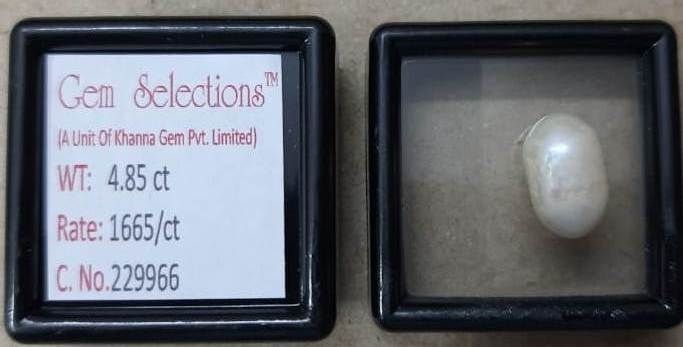 Gem Selections™
(A Unit Of Khanna Gem Pvt. Limited)
WT: 4.85 ct
Rate: 1665/ct
C. No.229966